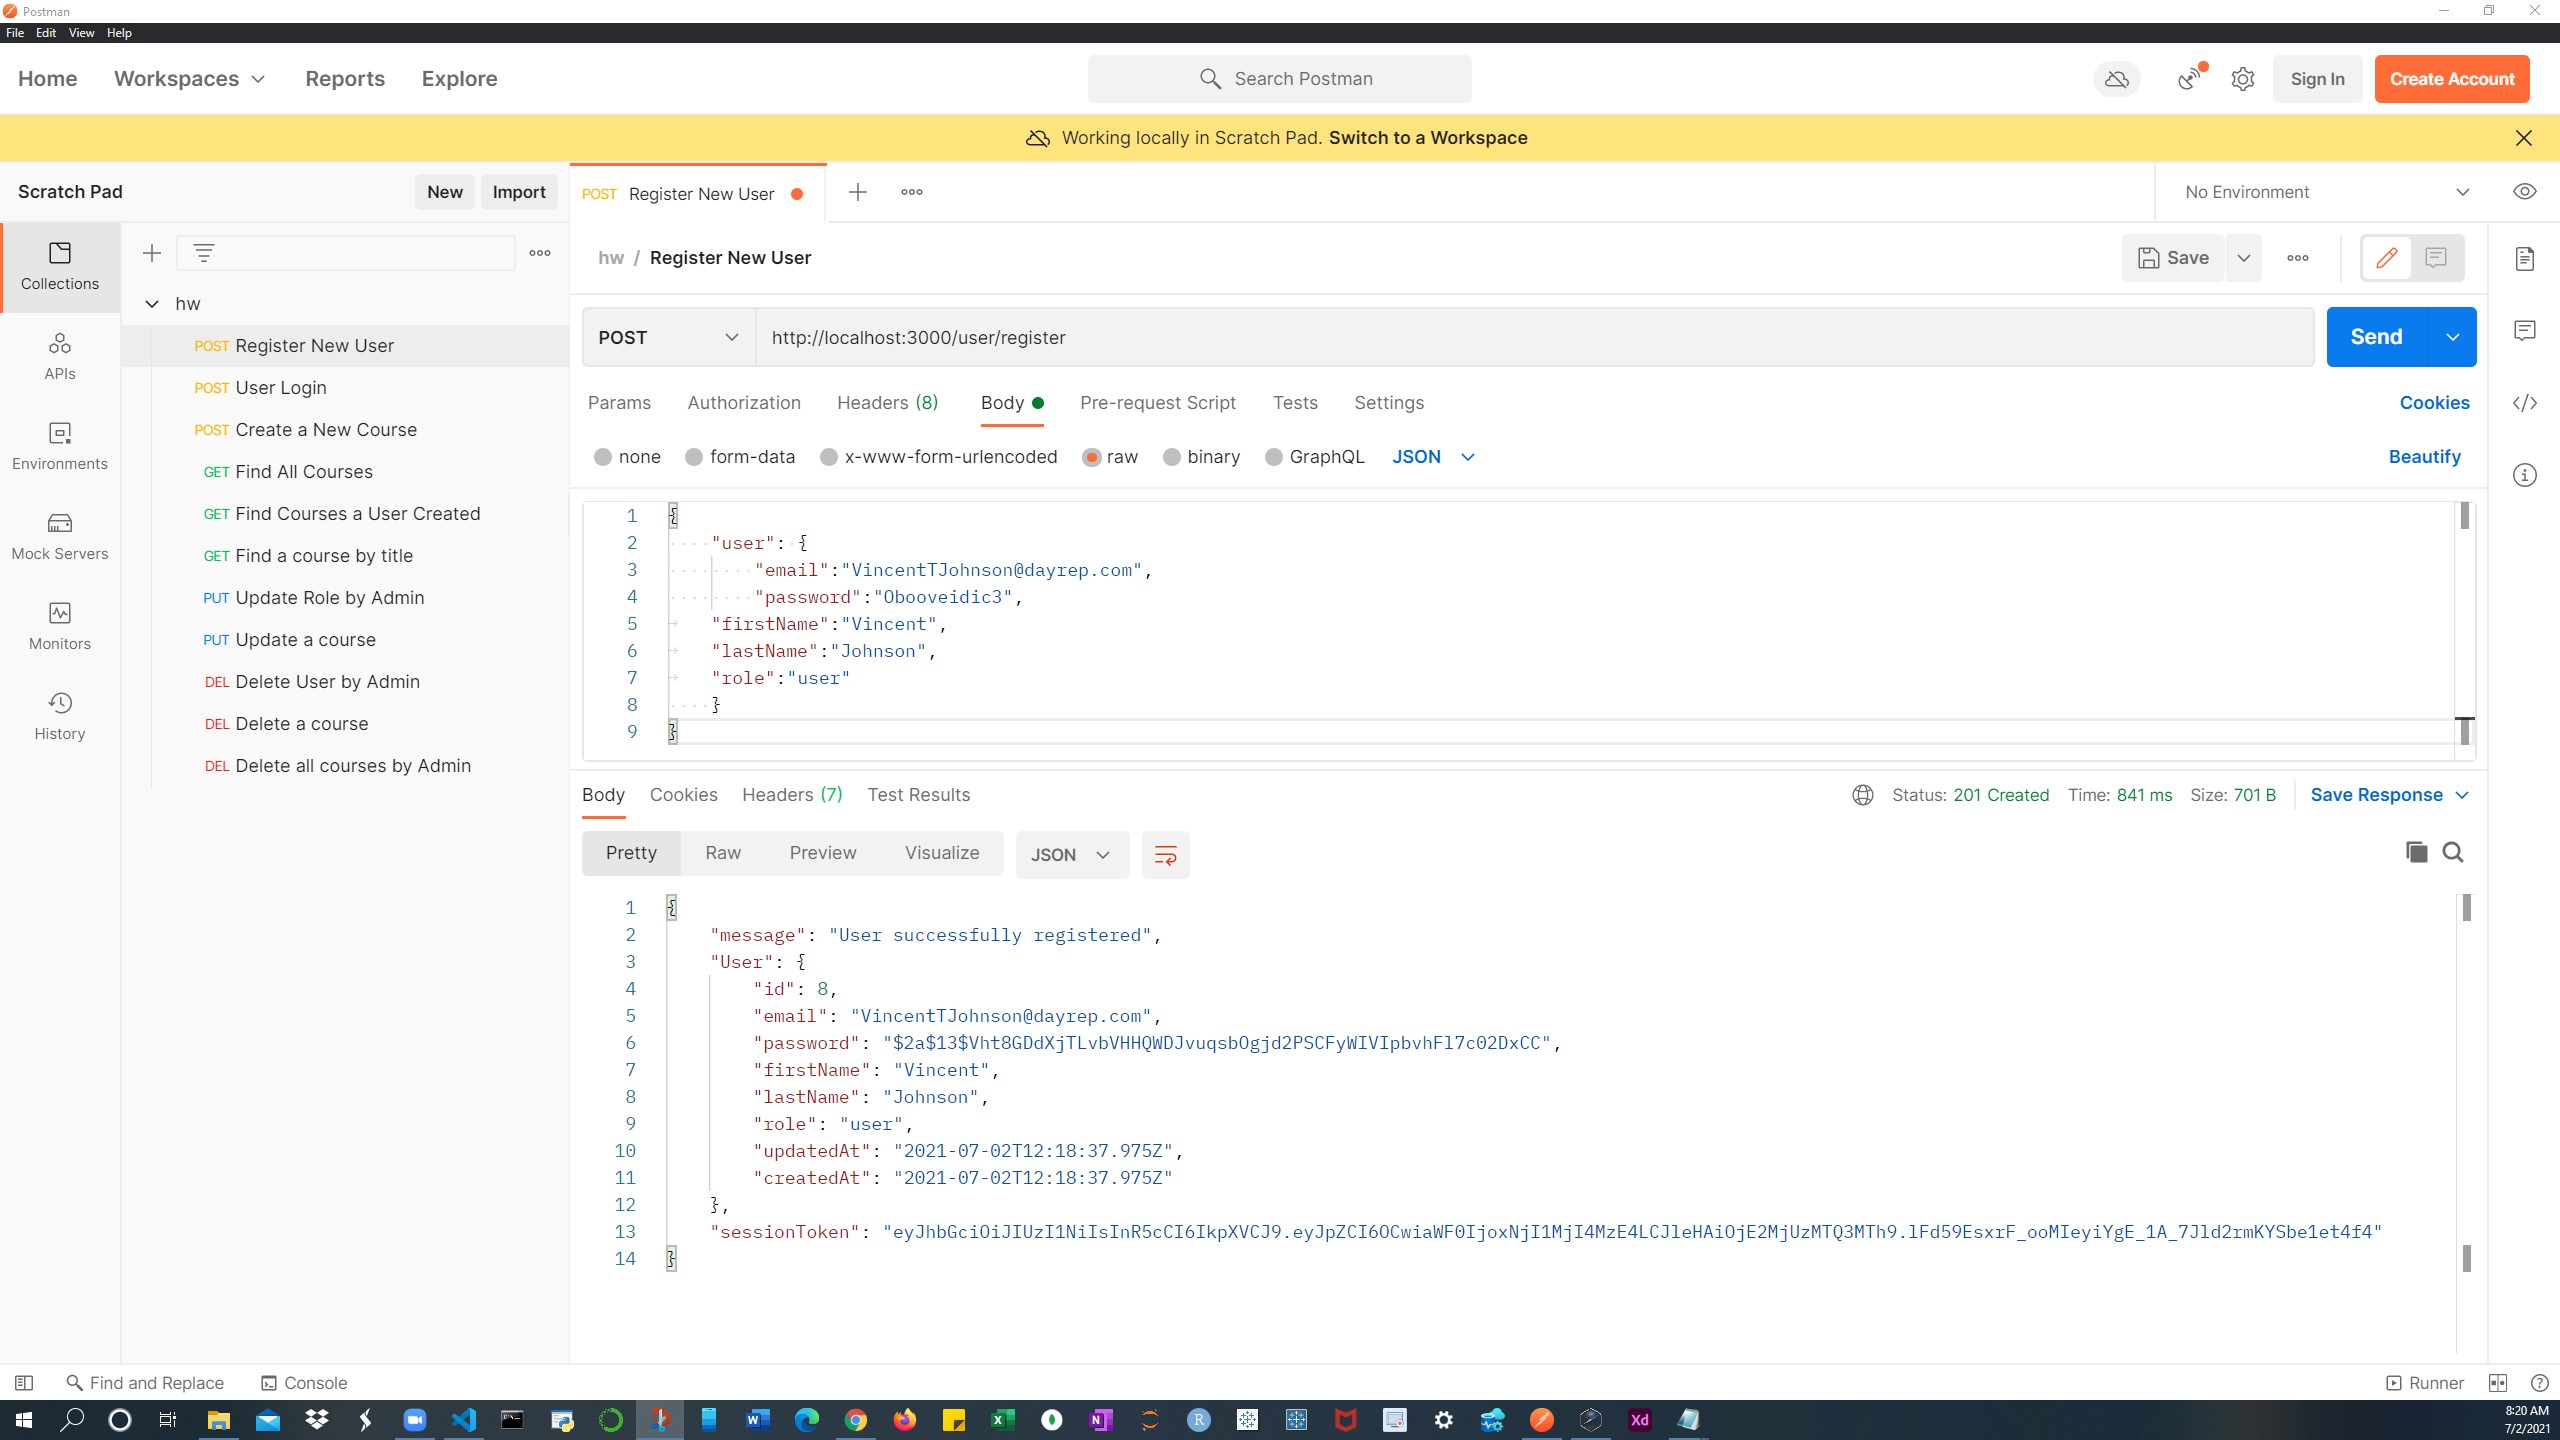 Postman
File Edit View Help
Home Workspaces Reports Explore
Search Postman
Sign In
Create Account
Working locally in Scratch Pad. Switch to a Workspace
Scratch Pad
New
Import
POST Register New User
No Environment
Collections
APIs
Environments
Mock Servers
Monitors
History
hw
POST Register New User
POST User Login
POST Create a New Course
GET Find All Courses
GET Find Courses a User Created
GET Find a course by title
PUT Update Role by Admin
PUT Update a course
DEL Delete User by Admin
DEL Delete a course
DEL Delete all courses by Admin
hw / Register New User
Save
POST http://localhost:3000/user/register
Send
Params Authorization Headers (8) Body Pre-request Script Tests Settings
Cookies
none form-data x-www-form-urlencoded raw binary GraphQL JSON
Beautify
1 {
2 "user": {
3 "email":"VincentTJohnson@dayrep.com",
4 "password":"Obooveidic3",
5 "firstName":"Vincent",
6 "lastName":"Johnson",
7 "role":"user"
8 }
9 }
Body Cookies Headers (7) Test Results
Status: 201 Created Time: 841 ms Size: 701 B
Save Response
Pretty Raw Preview Visualize JSON
1 {
2 "message": "User successfully registered",
3 "User": {
4 "id": 8,
5 "email": "VincentTJohnson@dayrep.com",
6 "password": "$2a$13$Vht8GDdXjTLvbVHHQWDJvuqsbOgjd2PSCFyWIVIpbvhFl7c02DxCC",
7 "firstName": "Vincent",
8 "lastName": "Johnson",
9 "role": "user",
10 "updatedAt": "2021-07-02T12:18:37.975Z",
11 "createdAt": "2021-07-02T12:18:37.975Z"
12 },
13 "sessionToken": "eyJhbGciOiJIUzI1NiIsInR5cCI6IkpXVCJ9.eyJpZCI6OCwiaWF0IjoxNjI1MjI4MzE4LCJleHAiOjE2MjUzMTQ3MTh9.lFd59EsxrF_ooMIeyiYgE_1A_7Jld2rmKYSbe1et4f4"
14 }
Find and Replace Console
Runner
Xd
8:20 AM
7/2/2021